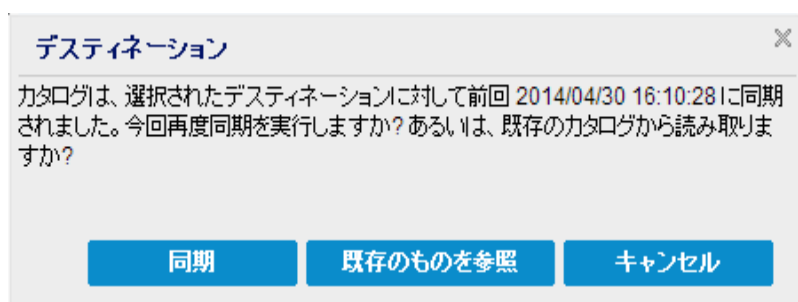 デスティネーション
カタログは、選択されたデスティネーションに対して前回 2014/04/30 16:10:28 に同期
されました。今回再度同期を実行しますか? あるいは、既存のカタログから読み取りま
すか?
同期 既存のものを参照 キャンセル